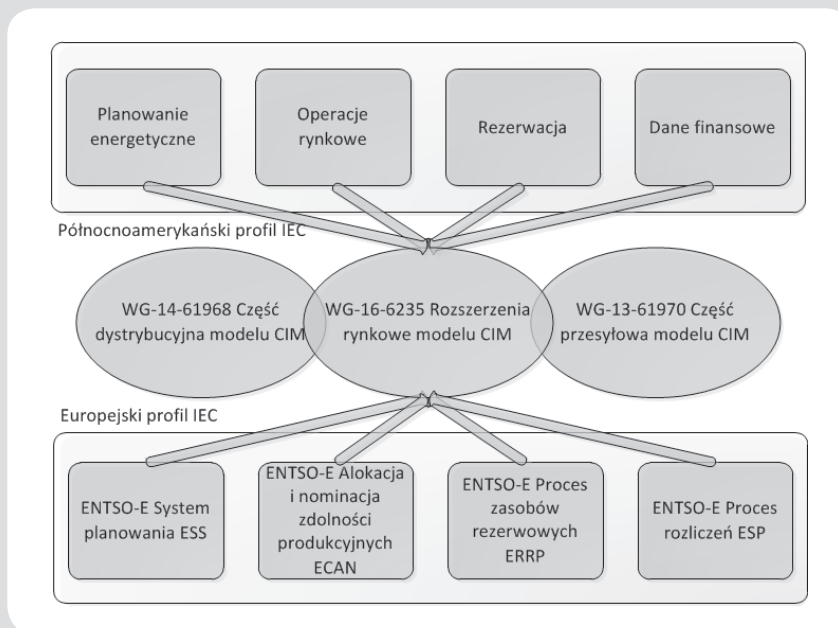 Planowanie
energetyczne
Operacje
rynkowe
Rezerwacja
Dane finansowe
Północnoamerykański profil IEC
WG-14-61968 Część
dystrybucyjna modelu CIM
WG-16-6235 Rozszerzenia
rynkowe modelu CIM
WG-13-61970 Część
przesyłowa modelu CIM
Europejski profil IEC
ENTSO-E System
planowania ESS
ENTSO-E Alokacja
i nominacja
zdolności
produkcyjnych
ECAN
ENTSO-E Proces
zasobów
rezerwowych
ERRP
ENTSO-E Proces
rozliczeń ESP